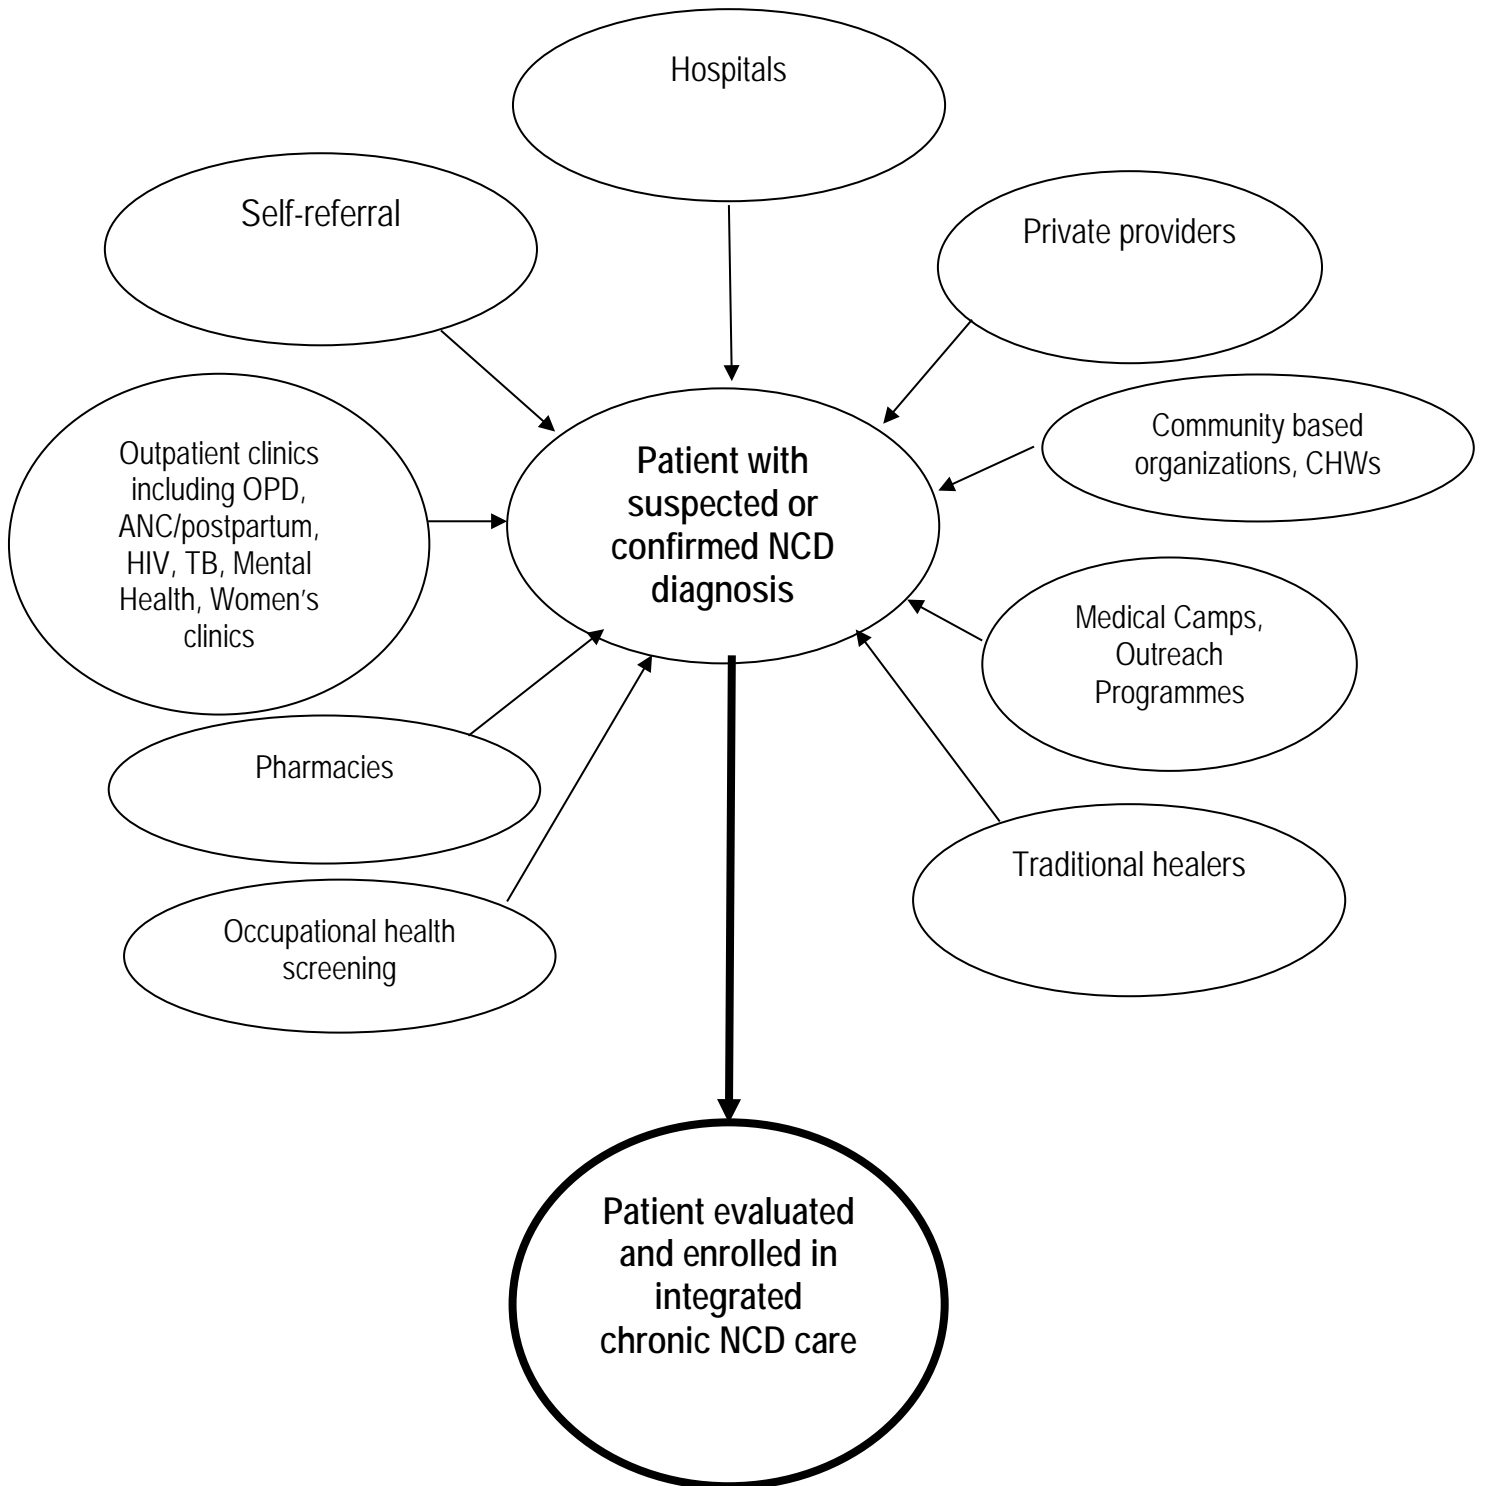 Hospitals
Self-referral
Private providers
Community based
organizations, CHWs
Outpatient clinics
including OPD,
ANC/postpartum,
HIV, TB, Mental
Health, Women’s
clinics
Patient with
suspected or
confirmed NCD
diagnosis
Medical Camps,
Outreach
Programmes
Pharmacies
Traditional healers
Occupational health
screening
Patient evaluated
and enrolled in
integrated
chronic NCD care